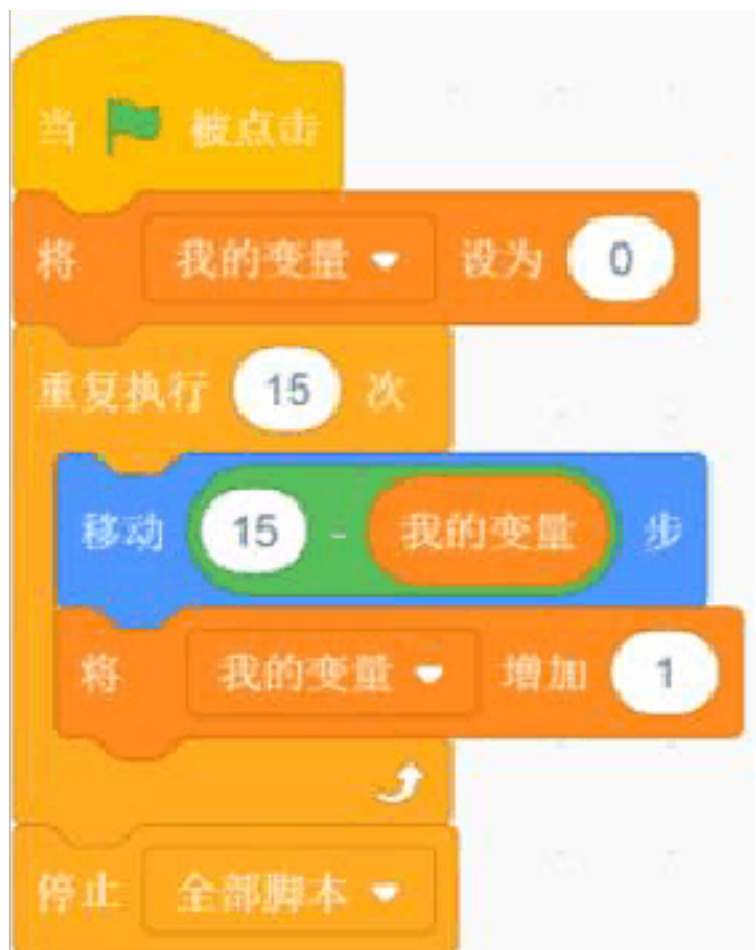 当 被点击
将 我的变量 设为 0
重复执行 15 次
移动 15 - 我的变量 步
将 我的变量 增加 1
停止 全部脚本